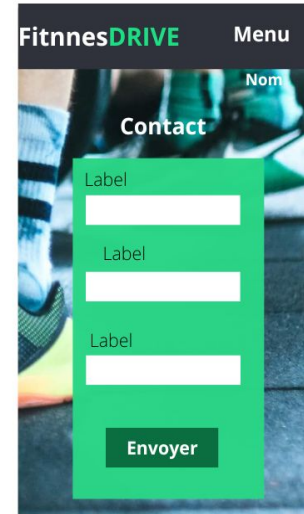 FitnnesDRIVE Menu
Nom
Contact
Label
Label
Label
Envoyer